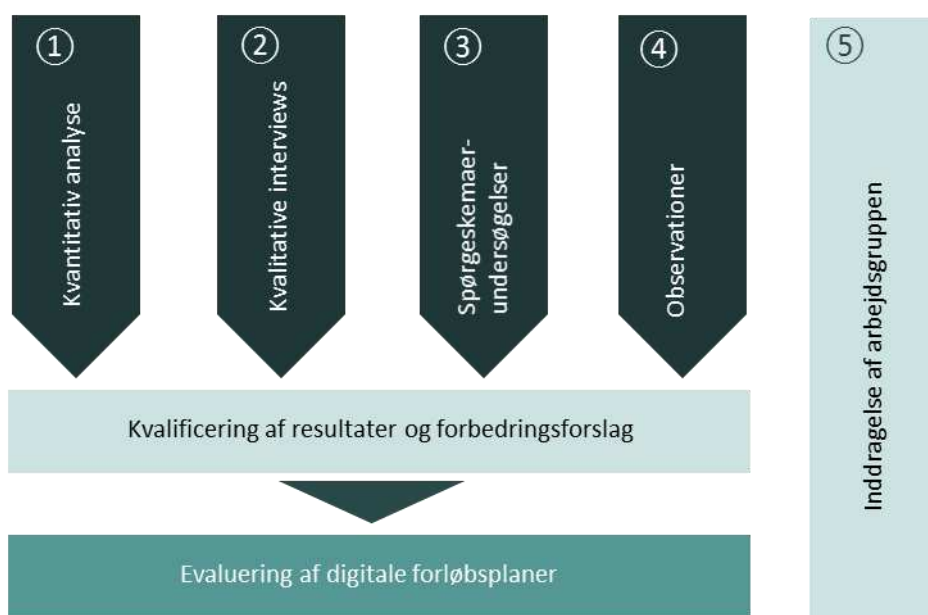 ①
Kvantitativ analyse
②
Kvalitative interviews
③
Spørgeskemaer-
undersøgelser
④
Observationer
⑤
Inddragelse af arbejdsgruppen
Kvalificering af resultater og forbedringsforslag
Evaluering af digitale forløbsplaner